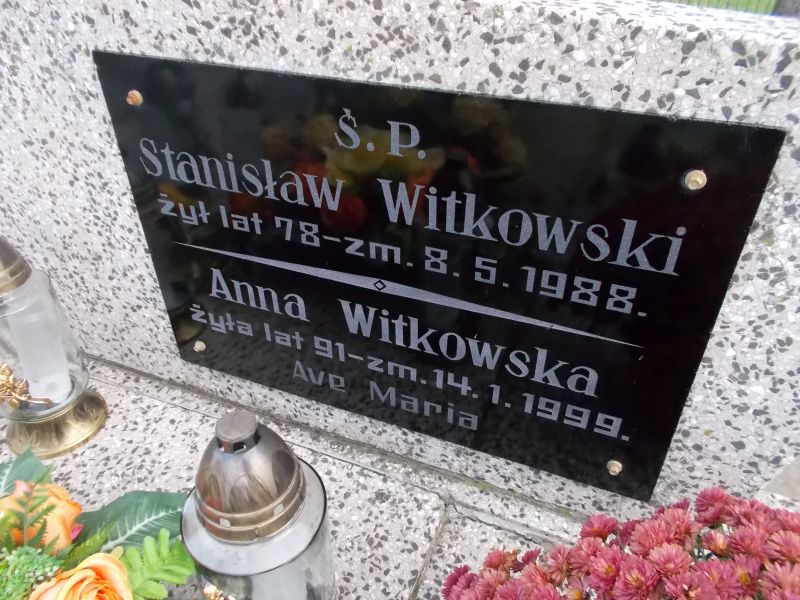 Ś. P.
Stanisław Witkowski
żył lat 78-zm. 8. 5. 1988.
Anna Witkowska
żyła lat 91-zm. 14. 1. 1999.
Ave Maria